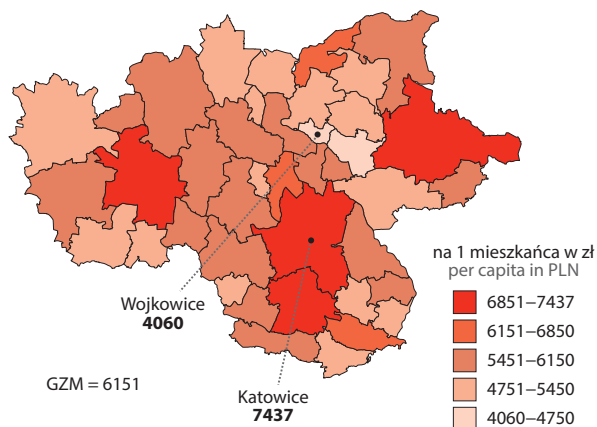 Wojkowice
4060
GZM = 6151
Katowice
7437
na 1 mieszkańca w zł
per capita in PLN
6851–7437
6151–6850
5451–6150
4751–5450
4060–4750